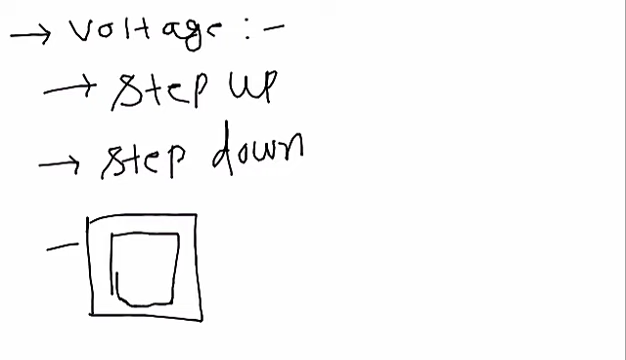 → Voltage :-
→ Step up
→ Step down